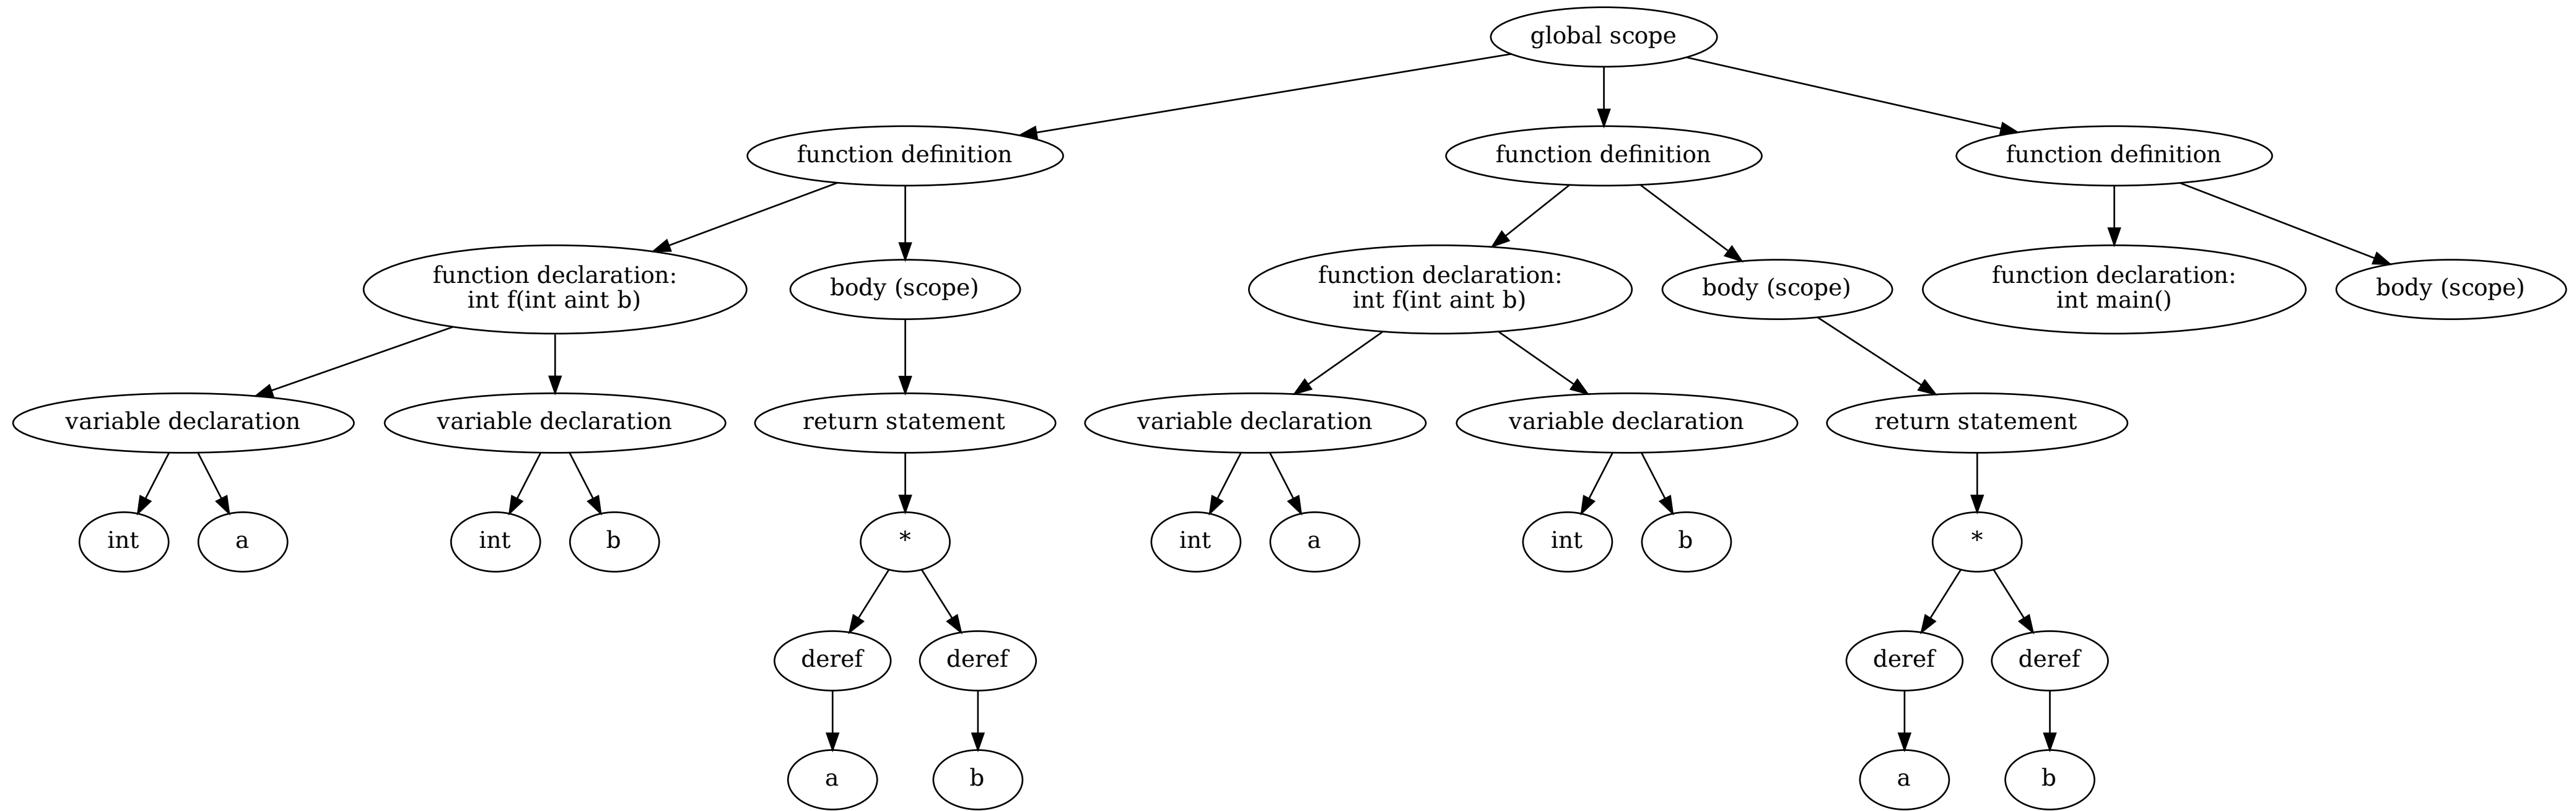 global scope
function definition
function definition
function definition
function declaration:
int f(int aint b)
body (scope)
function declaration:
int f(int aint b)
body (scope)
function declaration:
int main()
body (scope)
variable declaration
variable declaration
return statement
variable declaration
variable declaration
return statement
int
a
int
b
*
int
a
int
b
*
deref
deref
deref
deref
a
b
a
b